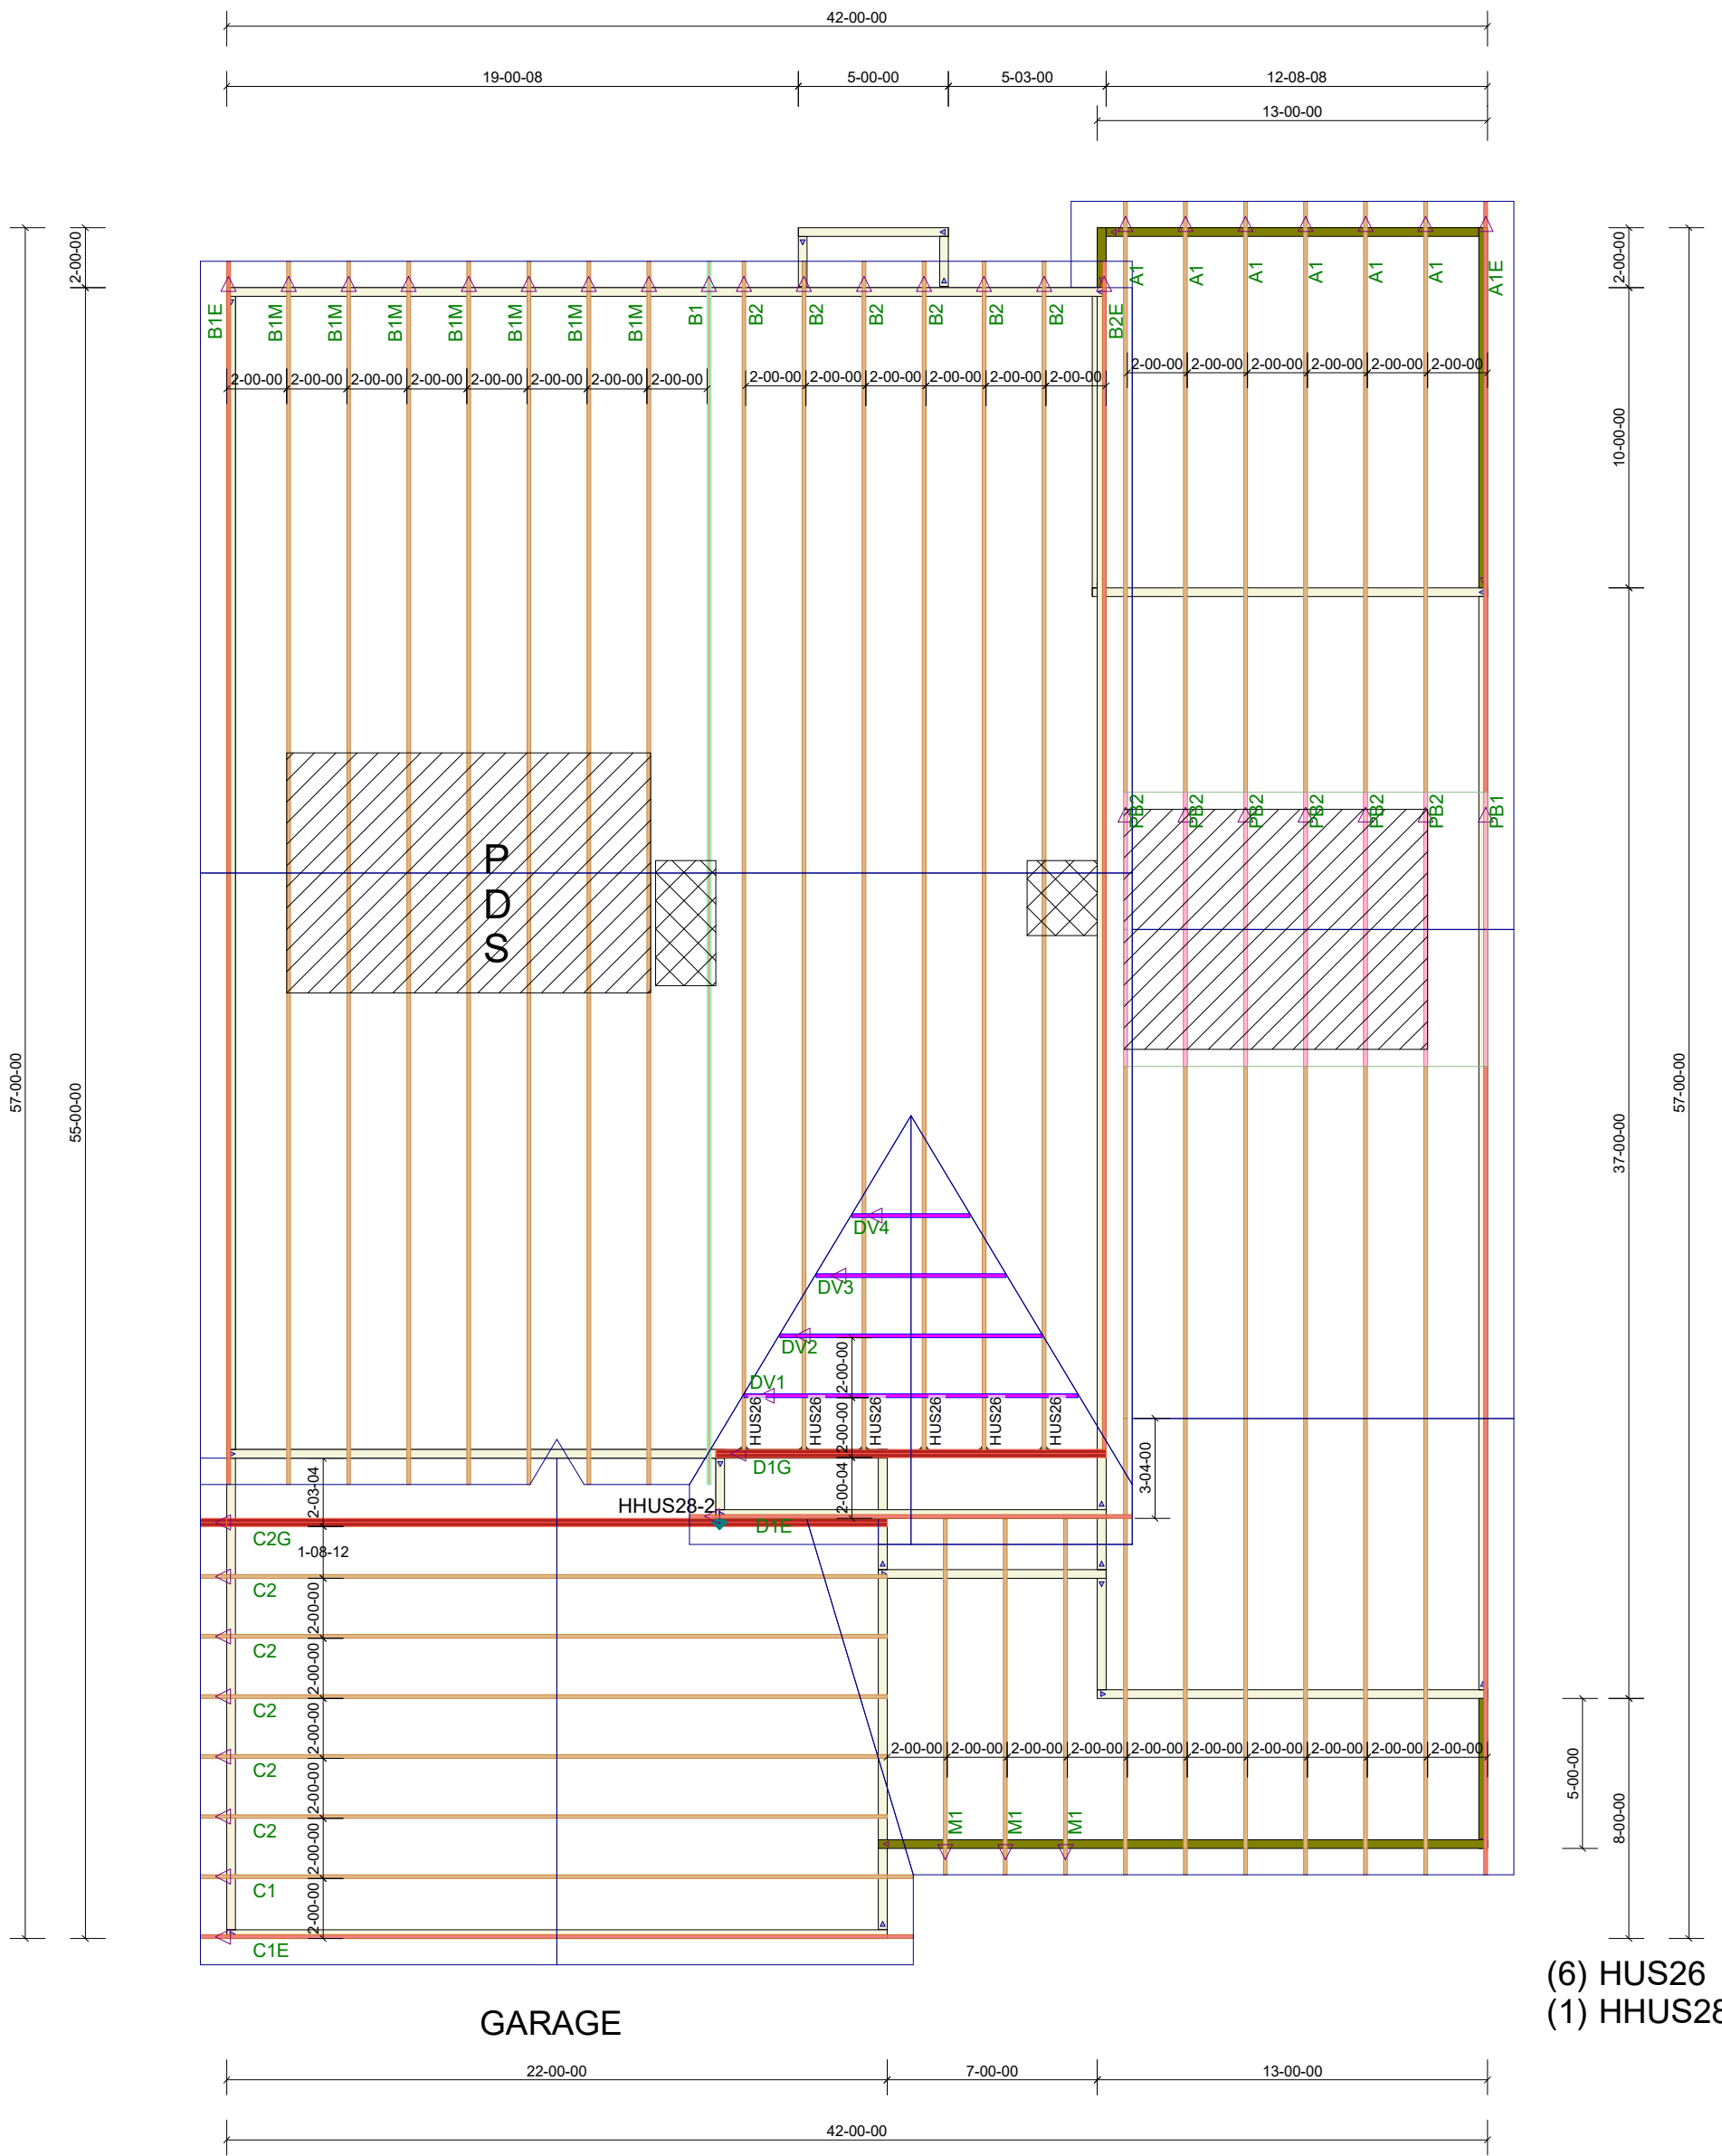 42-00-00
19-00-08 5-00-00 5-03-00 12-08-08
13-00-00
2-00-00 2-00-00
A1 A1 A1 A1 A1 A1 A1E
B1E B1M B1M B1M B1M B1M B1M B1M B1 B2 B2 B2 B2 B2 B2 B2E
2-00-00 2-00-00 2-00-00 2-00-00 2-00-00 2-00-00
2-00-00 2-00-00 2-00-00 2-00-00 2-00-00 2-00-00 2-00-00 2-00-00 2-00-00 2-00-00 2-00-00 2-00-00 2-00-00 2-00-00
10-00-00
PB2 PB2 PB2 PB2 PB2 PB2 PB1
P
D
S
57-00-00
55-00-00
37-00-00
57-00-00
DV4
DV3
DV2
2-00-00
DV1
HUS26 HUS26 2-00-00 HUS26 HUS26 HUS26 HUS26
D1G
2-00-04
3-04-00
2-03-04
HHUS28-2
D1E
C2G
1-08-12
C2
2-00-00
C2
2-00-00
C2
2-00-00
C2
2-00-00 2-00-00 2-00-00 2-00-00 2-00-00 2-00-00 2-00-00 2-00-00 2-00-00 2-00-00
5-00-00
8-00-00
2-00-00
C2
M1 M1 M1
2-00-00
C1
2-00-00
C1E
(6) HUS26
(1) HHUS28
GARAGE
22-00-00 7-00-00 13-00-00
42-00-00